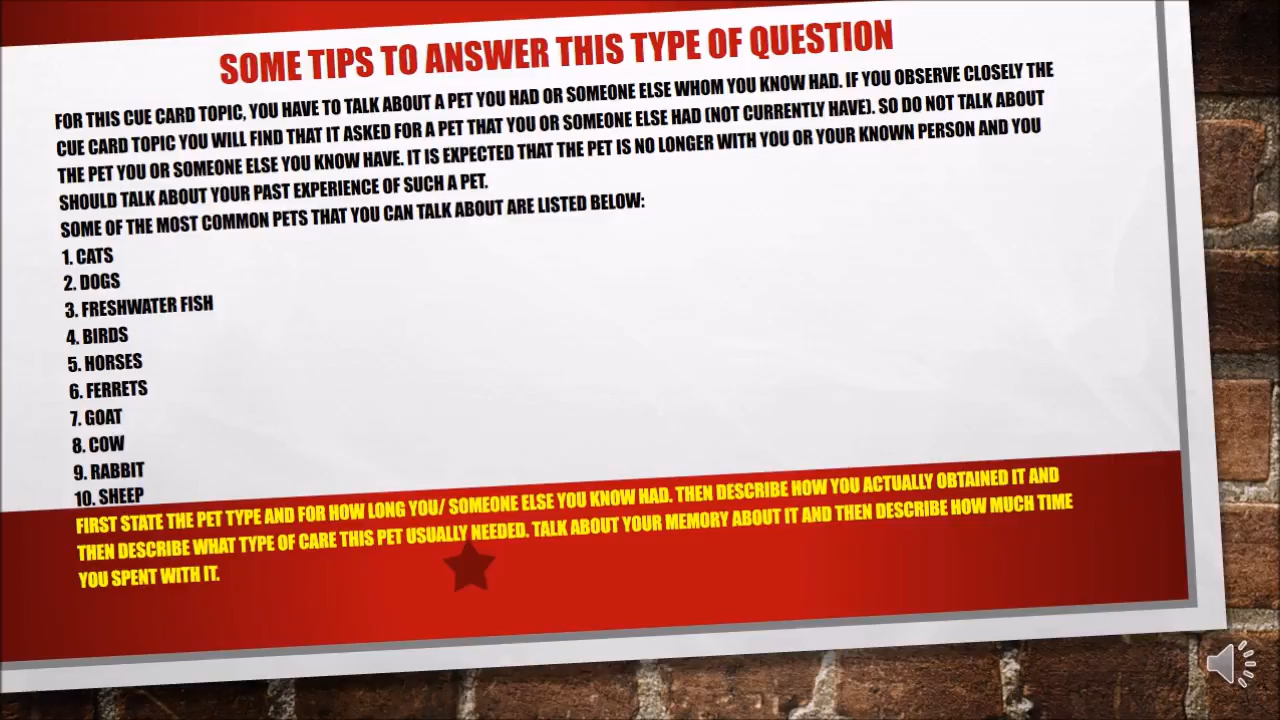 SOME TIPS TO ANSWER THIS TYPE OF QUESTION
FOR THIS CUE CARD TOPIC, YOU HAVE TO TALK ABOUT A PET YOU HAD OR SOMEONE ELSE WHOM YOU KNOW HAD. IF YOU OBSERVE CLOSELY THE
CUE CARD TOPIC YOU WILL FIND THAT IT ASKED FOR A PET THAT YOU OR SOMEONE ELSE HAD (NOT CURRENTLY HAVE). SO DO NOT TALK ABOUT
THE PET YOU OR SOMEONE ELSE YOU KNOW HAVE. IT IS EXPECTED THAT THE PET IS NO LONGER WITH YOU OR YOUR KNOWN PERSON AND YOU
SHOULD TALK ABOUT YOUR PAST EXPERIENCE OF SUCH A PET.
SOME OF THE MOST COMMON PETS THAT YOU CAN TALK ABOUT ARE LISTED BELOW:
1. CATS
2. DOGS
3. FRESHWATER FISH
4. BIRDS
5. HORSES
6. FERRETS
7. GOAT
8. COW
9. RABBIT
10. SHEEP
FIRST STATE THE PET TYPE AND FOR HOW LONG YOU/ SOMEONE ELSE YOU KNOW HAD. THEN DESCRIBE HOW YOU ACTUALLY OBTAINED IT AND
THEN DESCRIBE WHAT TYPE OF CARE THIS PET USUALLY NEEDED. TALK ABOUT YOUR MEMORY ABOUT IT AND THEN DESCRIBE HOW MUCH TIME
YOU SPENT WITH IT.